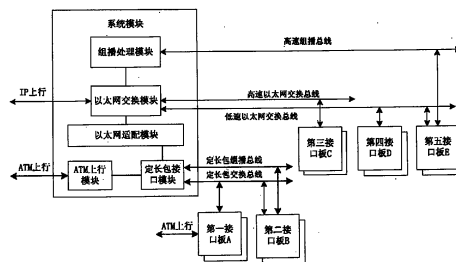 系统模块
组播处理模块
高速组播总线
IP上行
以太网交换模块
高速以太网交换总线
低速以太网交换总线
以太网适配模块
第三接
口板C
第四接
口板D
第五接
口板E
ATM上行
ATM上行
模块
定长包接
口模块
定长包组播总线
定长包交换总线
ATM上行
第一接
口板A
第二接
口板B